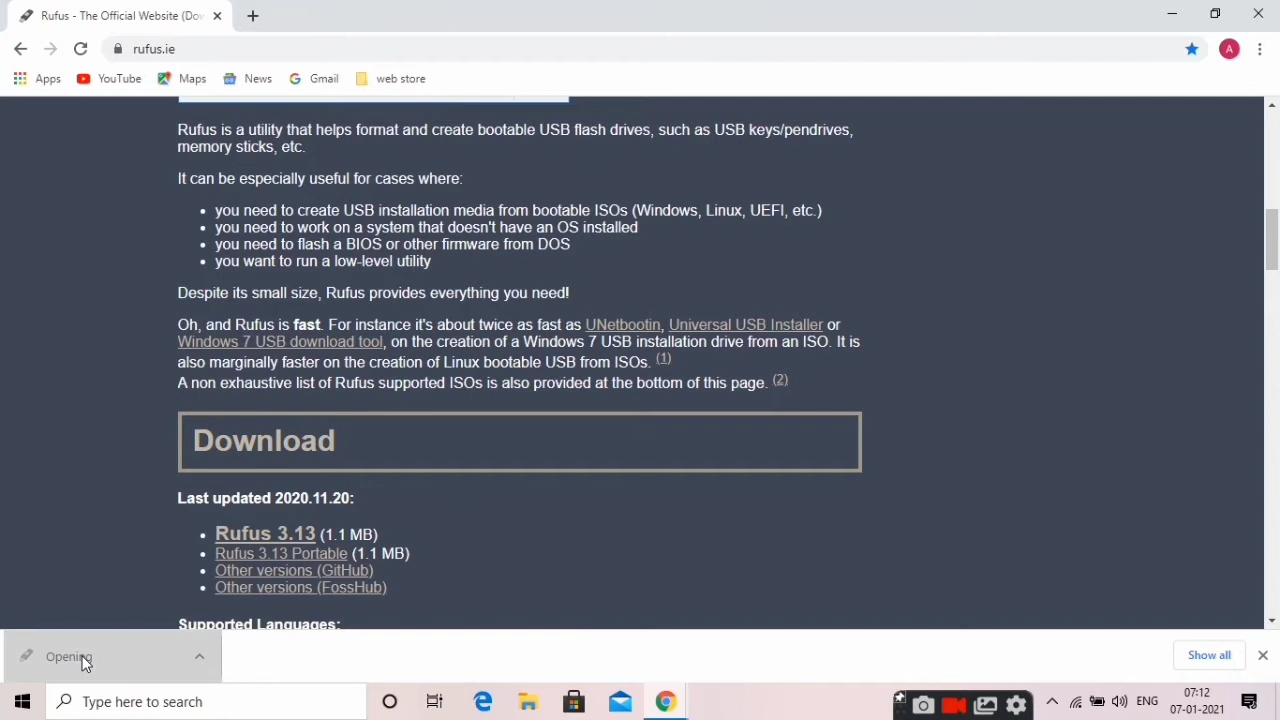 Rufus - The Official Website (Dow
rufus.ie
A
Apps
YouTube
Maps
News
Gmail
web store
Rufus is a utility that helps format and create bootable USB flash drives, such as USB keys/pendrives,
memory sticks, etc.
It can be especially useful for cases where:
• you need to create USB installation media from bootable ISOs (Windows, Linux, UEFI, etc.)
• you need to work on a system that doesn't have an OS installed
• you need to flash a BIOS or other firmware from DOS
• you want to run a low-level utility
Despite its small size, Rufus provides everything you need!
Oh, and Rufus is fast. For instance it's about twice as fast as UNetbootin, Universal USB Installer or
Windows 7 USB download tool, on the creation of a Windows 7 USB installation drive from an ISO. It is
also marginally faster on the creation of Linux bootable USB from ISOs. (1)
A non exhaustive list of Rufus supported ISOs is also provided at the bottom of this page. (2)
Download
Last updated 2020.11.20:
• Rufus 3.13 (1.1 MB)
• Rufus 3.13 Portable (1.1 MB)
• Other versions (GitHub)
• Other versions (FossHub)
Supported Languages:
Opening
Show all
Type here to search
ENG
07:12
07-01-2021